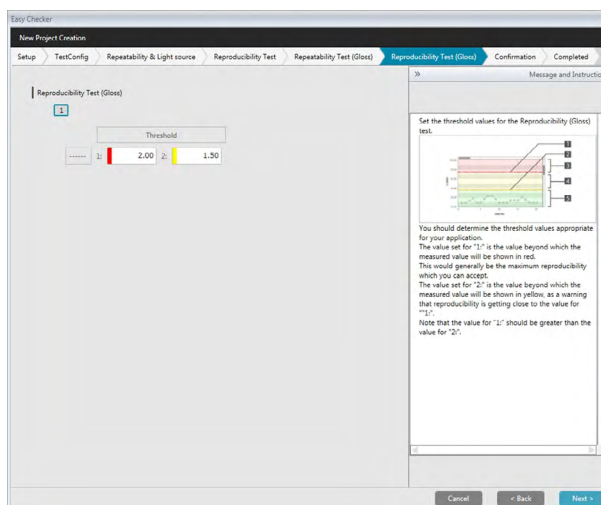 Easy Checker
New Project Creation
Setup TestConfig Repeatability & Light source Reproducibility Test Repeatability Test (Gloss) Reproducibility Test (Gloss) Confirmation Completed
» Message and Instructio
Reproducibility Test (Gloss)
1
Threshold
------ 1: 2.00 2: 1.50
Set the threshold values for the Reproducibility (Gloss)
test.
1
2
3
4
5
You should determine the threshold values appropriate
for your application.
The value set for "1:" is the value beyond which the
measured value will be shown in red.
This would generally be the maximum reproducibility
which you can accept.
The value set for "2:" is the value beyond which the
measured value will be shown in yellow, as a warning
that reproducibility is getting close to the value for
""1:".
Note that the value for "1:" should be greater than the
value for "2:".
Cancel < Back Next >